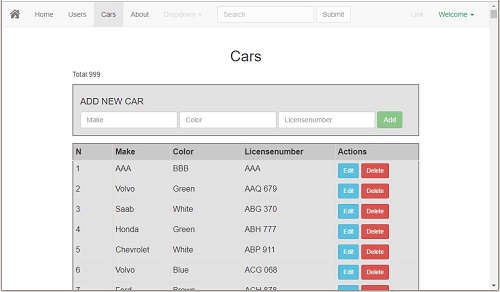 Home Users Cars About Dropdown Search Submit Link Welcome
Cars
Total 999
ADD NEW CAR
Make Color Licensenumber Add
N Make Color Licensenumber Actions
1 AAA BBB AAA Edit Delete
2 Volvo Green AAQ 679 Edit Delete
3 Saab White ABG 370 Edit Delete
4 Honda Green ABH 777 Edit Delete
5 Chevrolet White ABP 911 Edit Delete
6 Volvo Blue ACG 068 Edit Delete
7 Ford Brown ACH 878